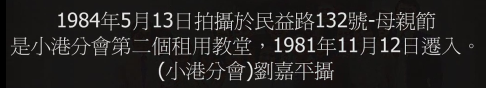 1984年5月13日拍攝於民益路132號-母親節
是小港分會第二個租用教堂，1981年11月12日遷入。
(小港分會)劉嘉平攝